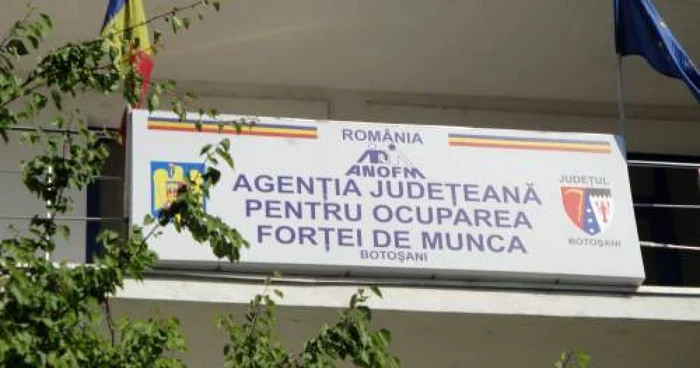 ROMÂNIA
ANOFM
AGENȚIA JUDEȚEANĂ
PENTRU OCUPAREA
FORȚEI DE MUNCA
BOTOȘANI
JUDEȚUL
BOTOȘANI